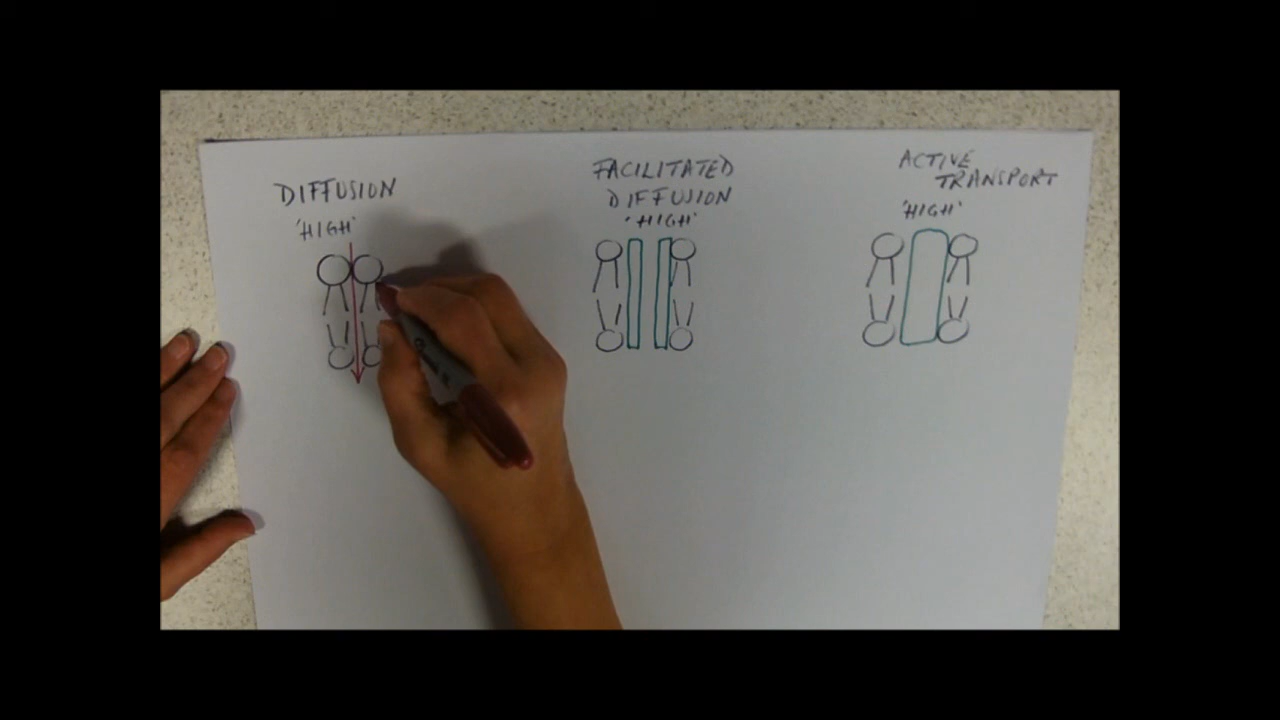 DIFFUSION
'HIGH'
FACILITATED
DIFFUSION
'HIGH'
ACTIVE
TRANSPORT
'HIGH'